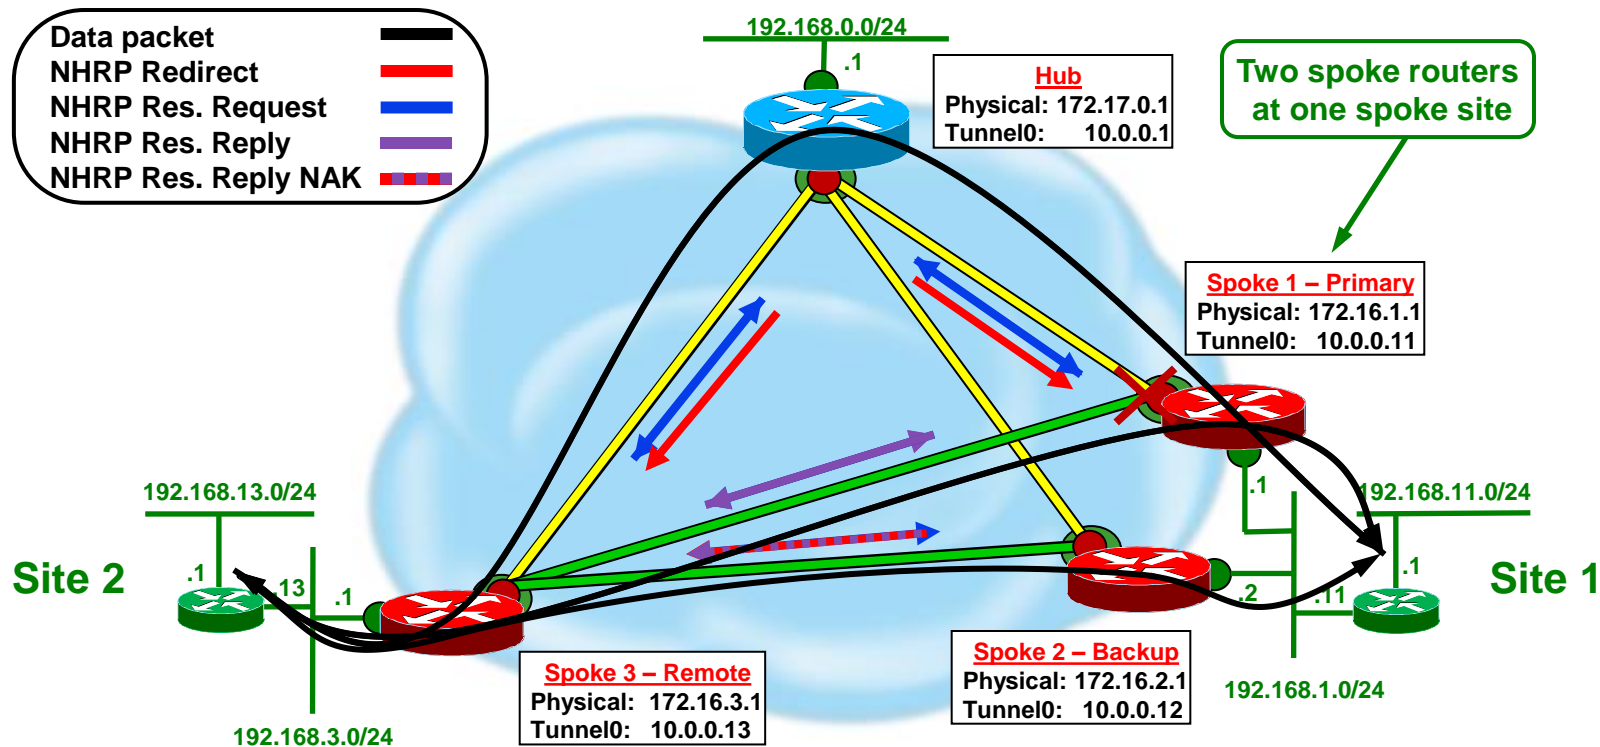 Data packet
NHRP Redirect
NHRP Res. Request
NHRP Res. Reply
NHRP Res. Reply NAK
192.168.0.0/24
.1
Hub
Physical: 172.17.0.1
Tunnel0: 10.0.0.1
Two spoke routers
at one spoke site
Spoke 1 – Primary
Physical: 172.16.1.1
Tunnel0: 10.0.0.11
192.168.13.0/24
.1
.13
.1
Site 2
192.168.3.0/24
Spoke 3 – Remote
Physical: 172.16.3.1
Tunnel0: 10.0.0.13
Spoke 2 – Backup
Physical: 172.16.2.1
Tunnel0: 10.0.0.12
.1
192.168.11.0/24
.1
.2
.11
Site 1
192.168.1.0/24